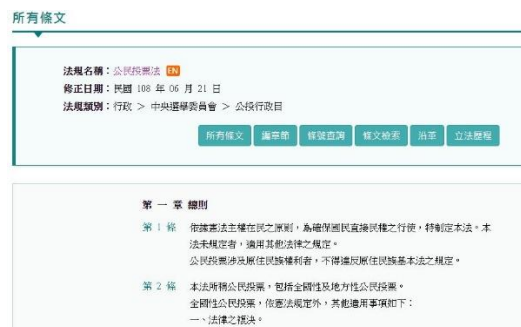 所有條文
法規名稱：公民投票法 EN
修正日期：民國 108 年 06 月 21 日
法規類別：行政 > 中央選舉委員會 > 公投行政目
所有條文 編章節 條號查詢 條文檢索 沿革 立法歷程
第 一 章 總則
第 1 條 依據憲法主權在民之原則，為確保國民直接民權之行使，特制定本法。本
法未規定者，適用其他法律之規定。
公民投票涉及原住民族權利者，不得違反原住民族基本法之規定。
第 2 條 本法所稱公民投票，包括全國性及地方性公民投票。
全國性公民投票，依憲法規定外，其他適用事項如下：
一、法律之複決。